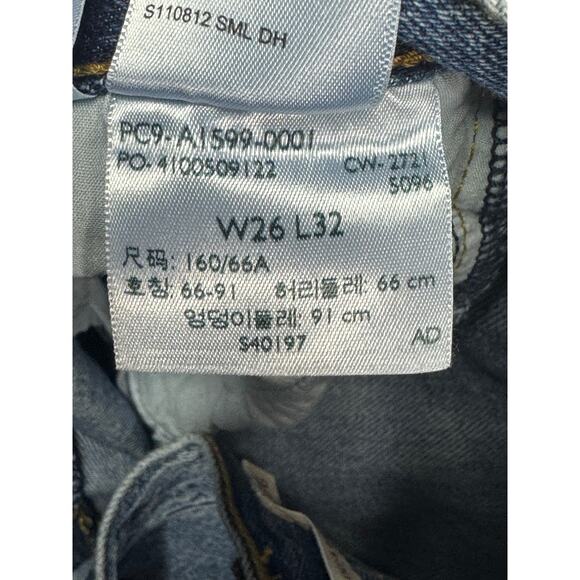 S110812 SML DH
PC9-A1599-0001
PO-4100509122 CW-2721
5096
W26 L32
尺码: 160/66A
호칭: 66-91 허리둘레: 66 cm
엉덩이둘레: 91 cm
S40197 AD